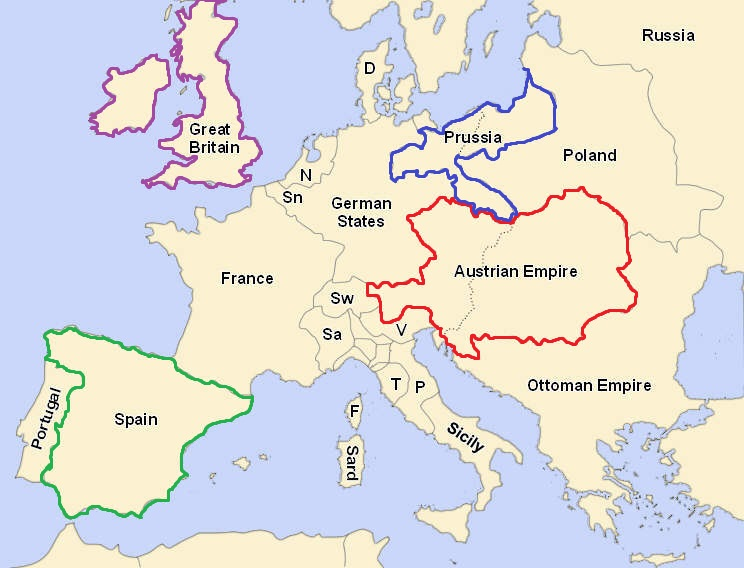 Russia
D
Great
Britain
Prussia
Poland
N
Sn
German
States
France
Austrian Empire
Sw
Sa
V
Ottoman Empire
T
P
F
Portugal
Spain
Sicily
Sard